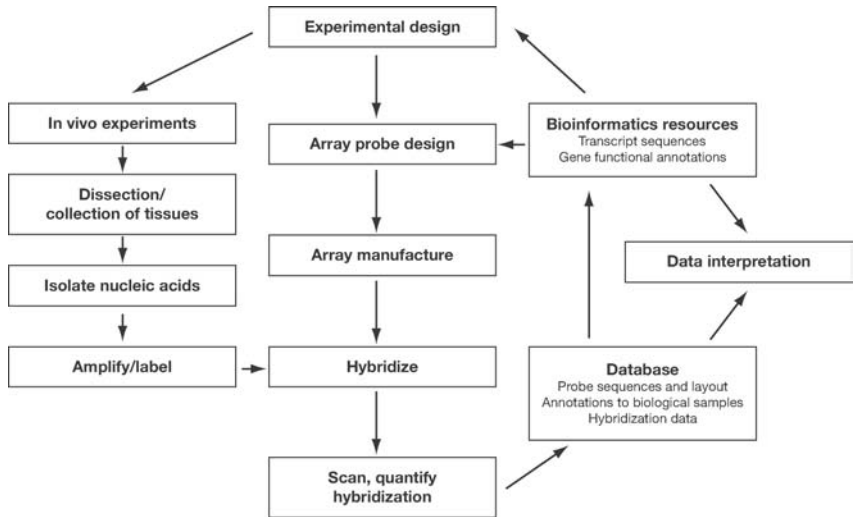 Experimental design
In vivo experiments
Dissection/
collection of tissues
Isolate nucleic acids
Amplify/label
Array probe design
Array manufacture
Hybridize
Scan, quantify
hybridization
Bioinformatics resources
Transcript sequences
Gene functional annotations
Data interpretation
Database
Probe sequences and layout
Annotations to biological samples
Hybridization data